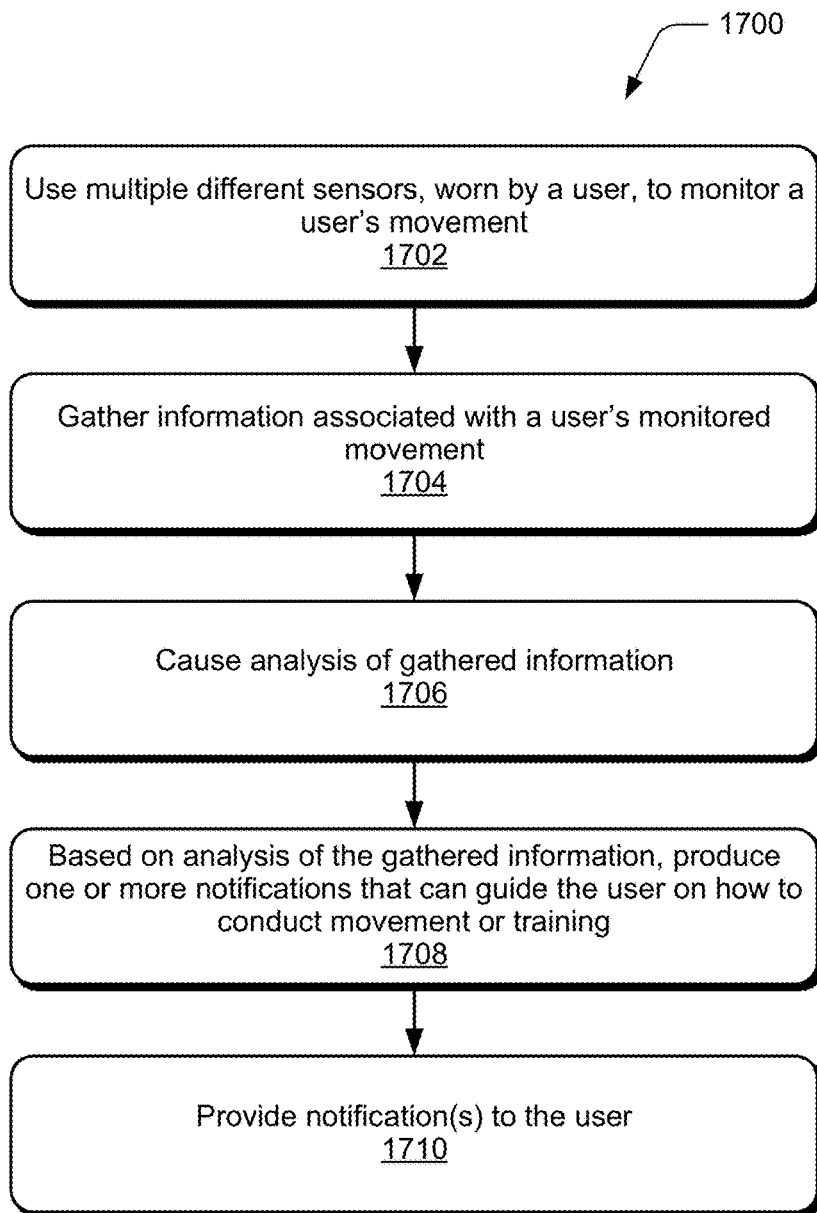 1700
Use multiple different sensors, worn by a user, to monitor a
user's movement
1702
Gather information associated with a user's monitored
movement
1704
Cause analysis of gathered information
1706
Based on analysis of the gathered information, produce
one or more notifications that can guide the user on how to
conduct movement or training
1708
Provide notification(s) to the user
1710